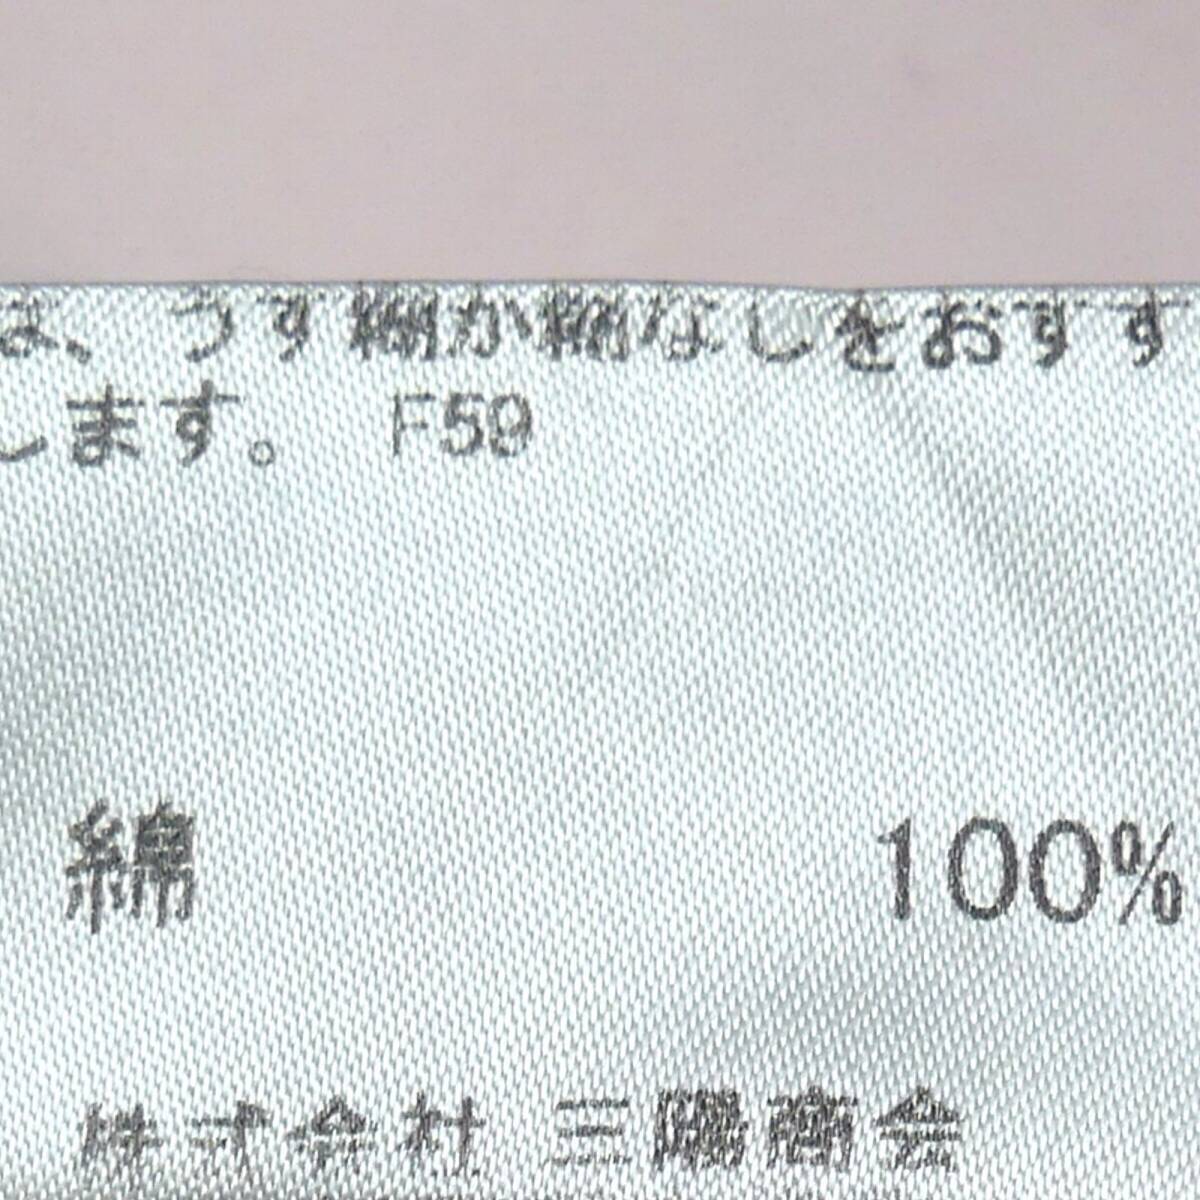 は、うす糊か糊なしをおすす
します。 F59
綿 100%
株式会社 三陽商会